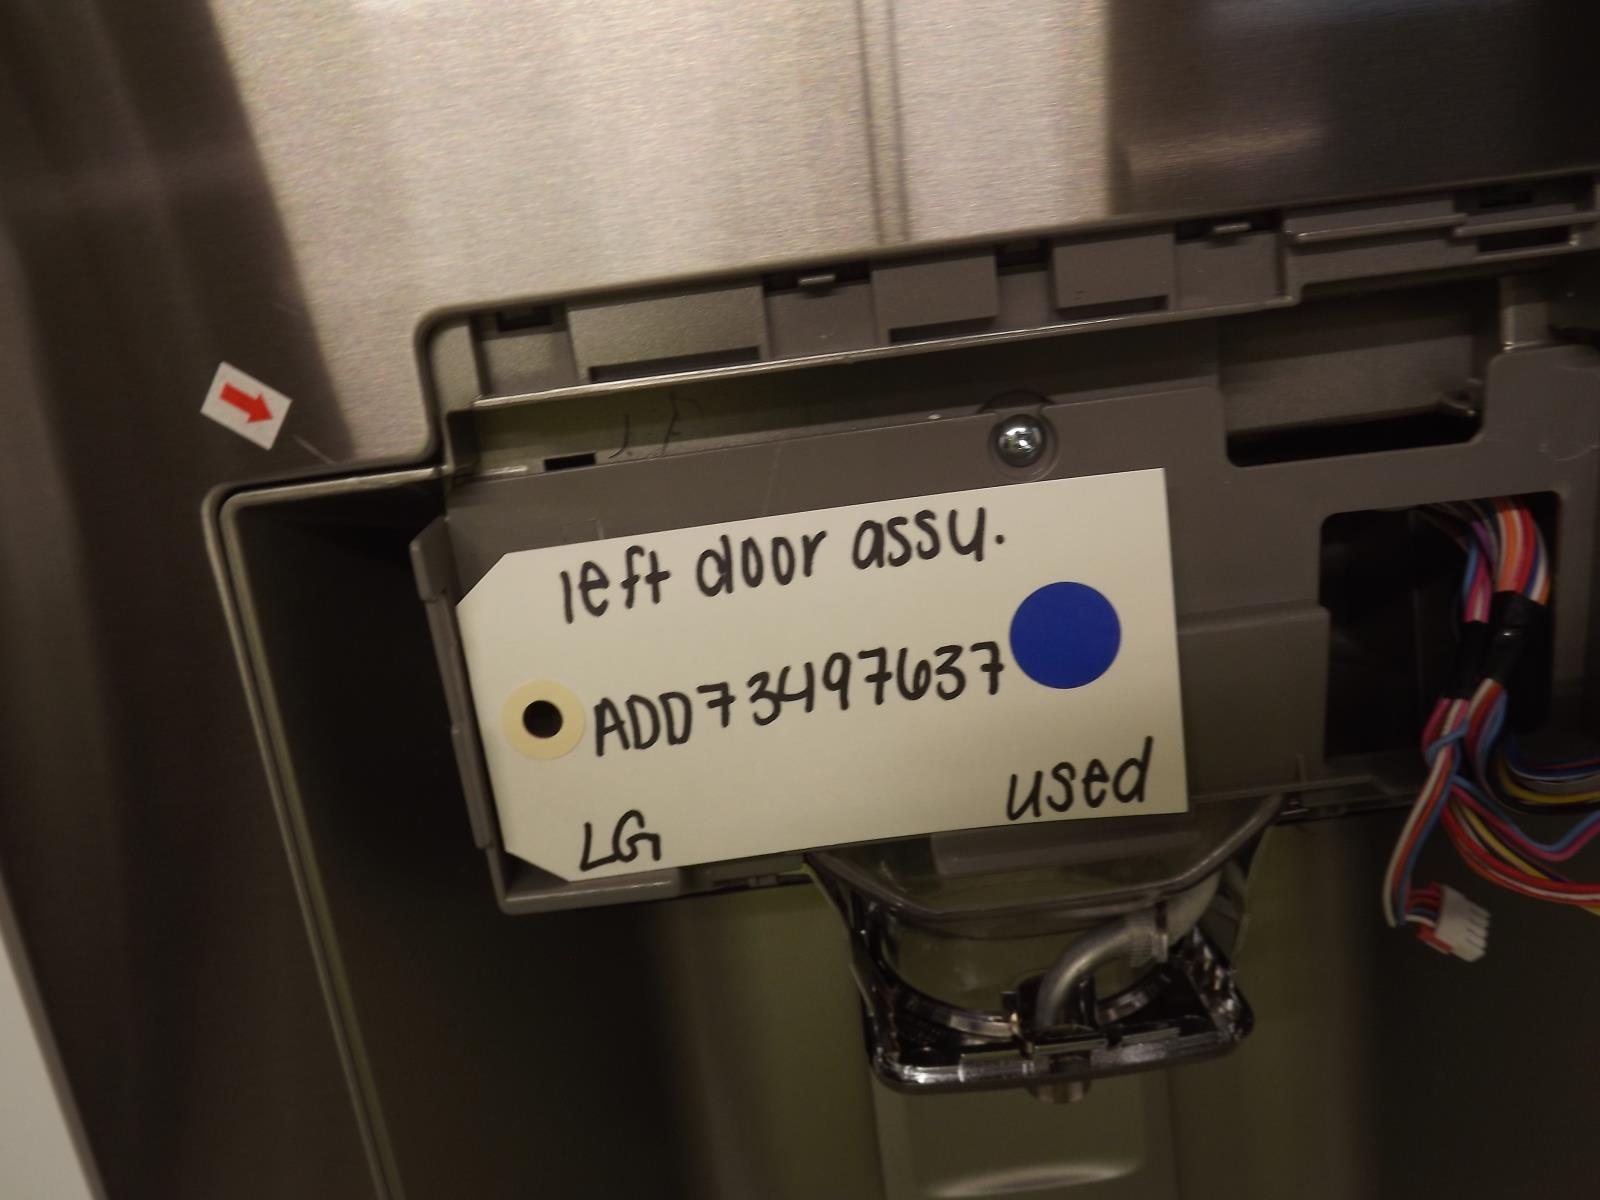 left door assy.
ADD73497637
LG
used